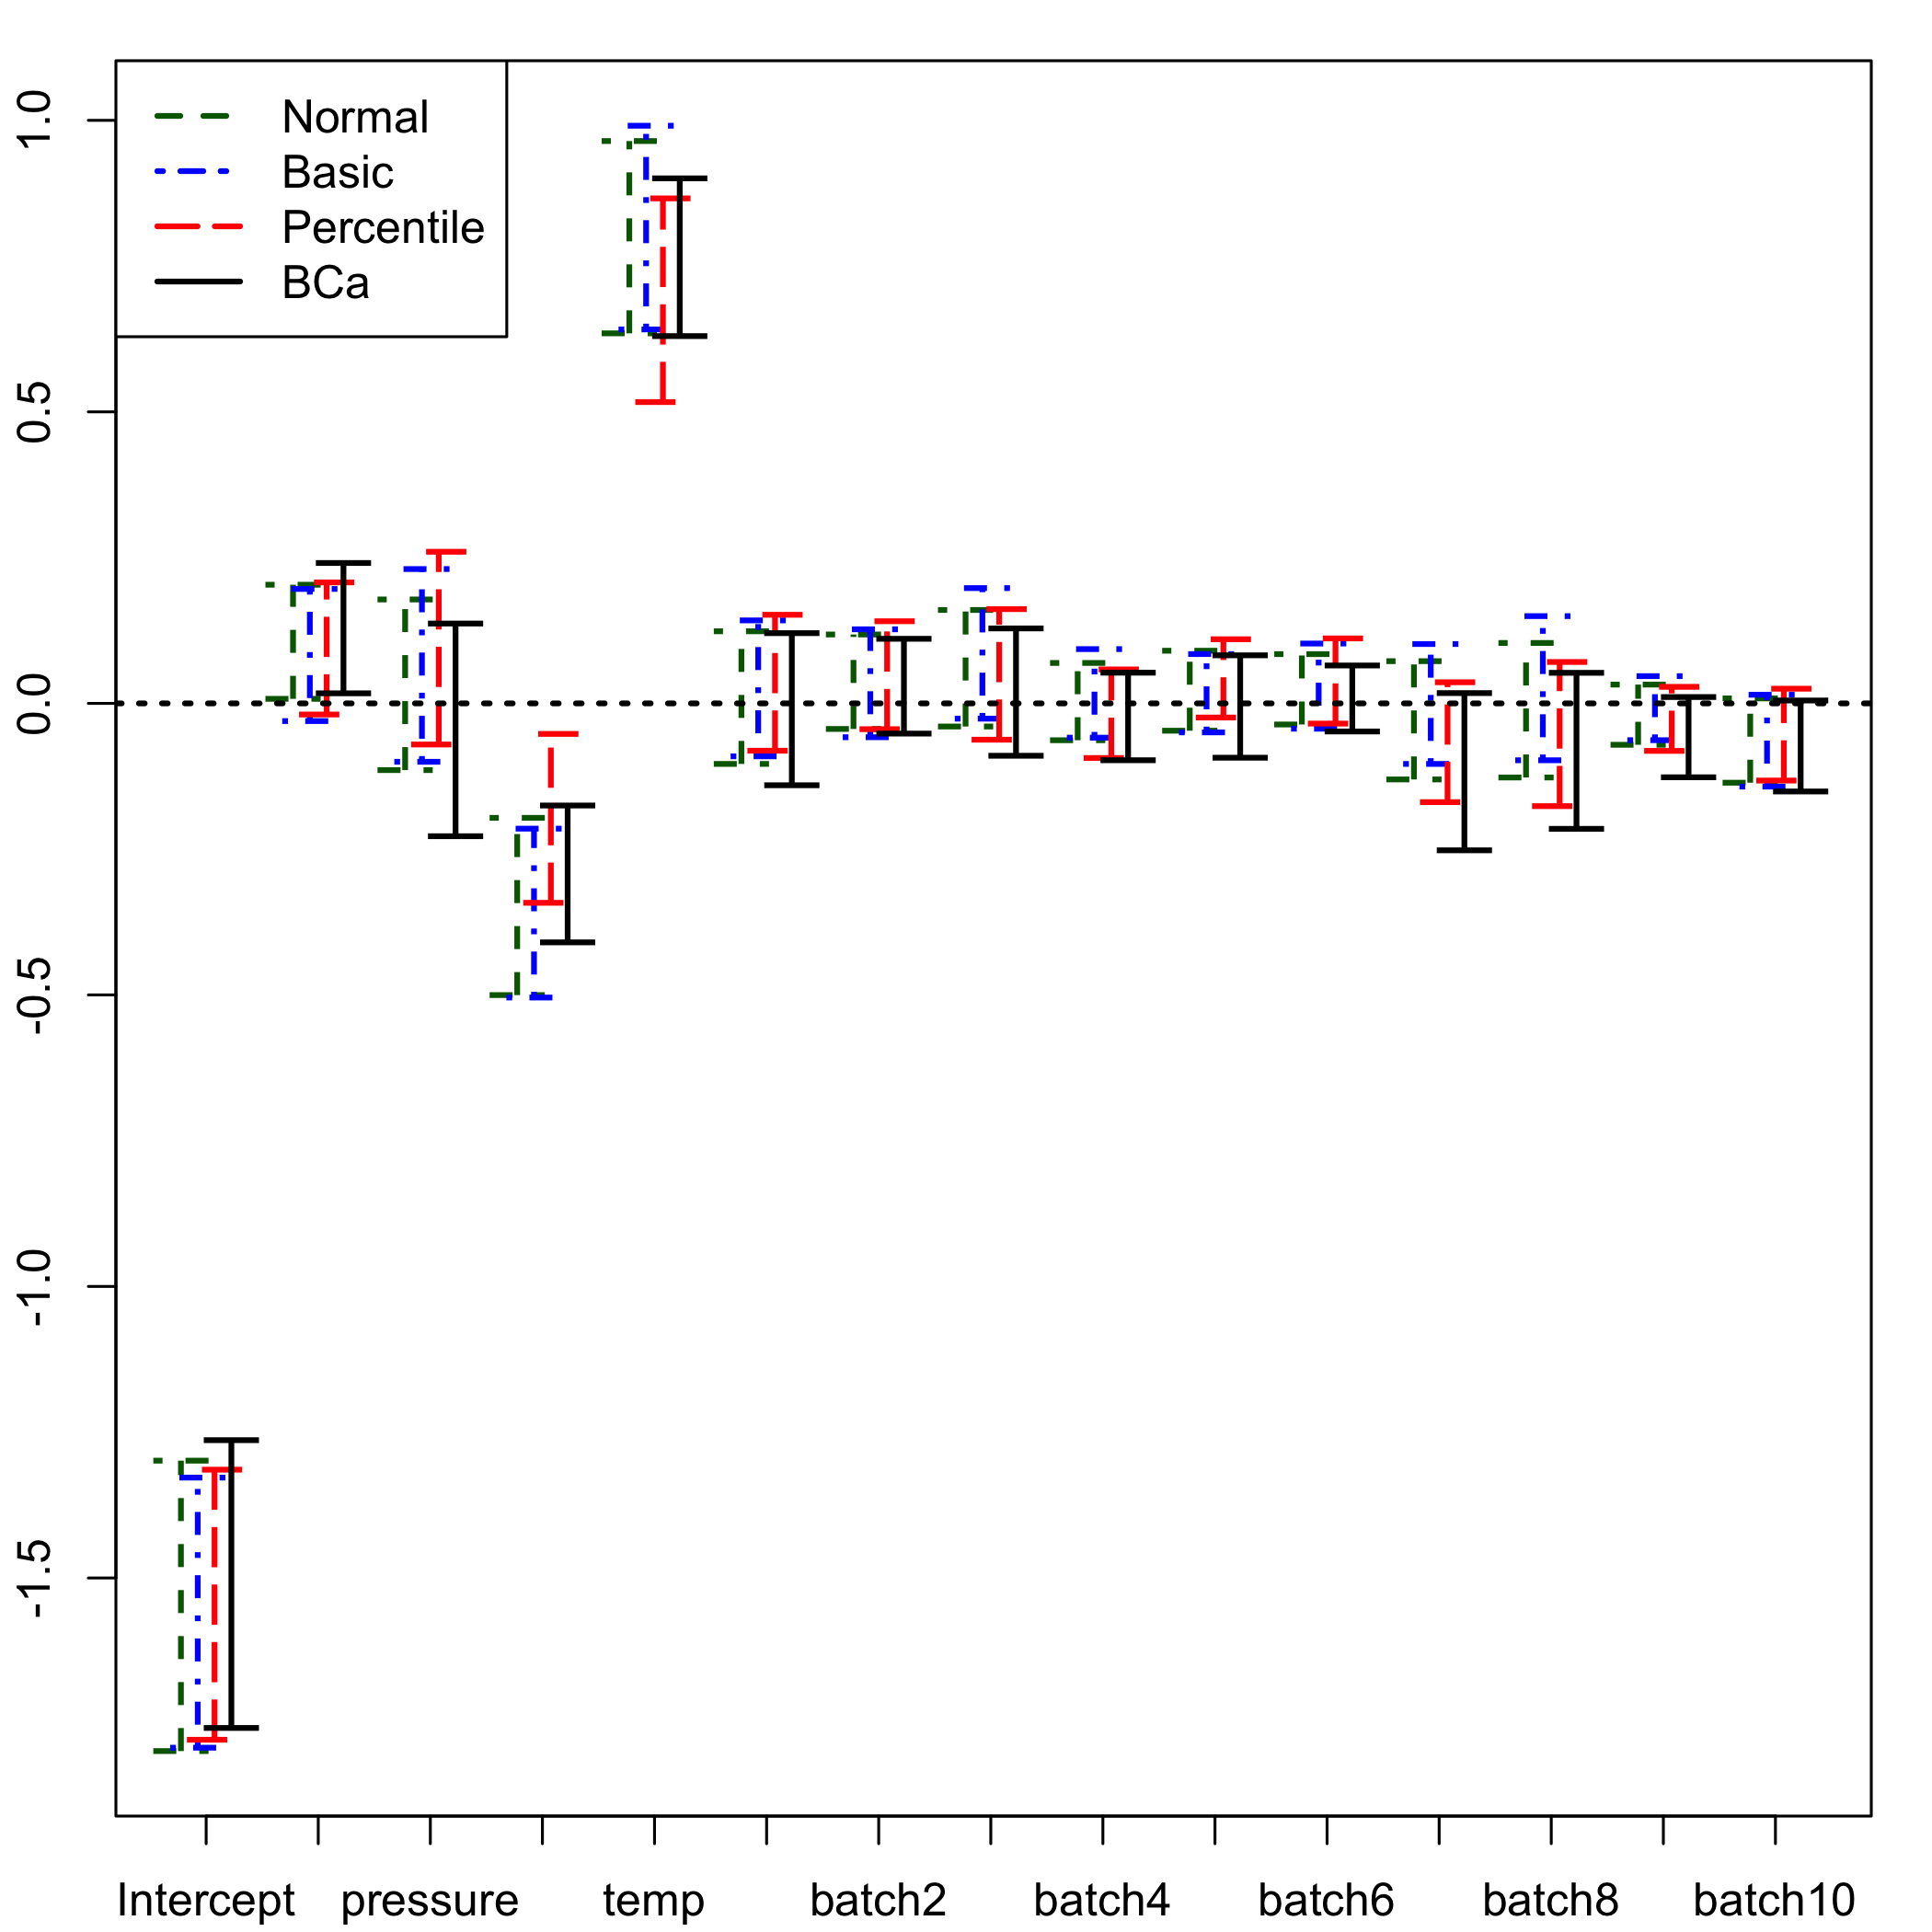 Normal
Basic
Percentile
BCa
1.0
0.5
0.0
-0.5
-1.0
-1.5
Intercept pressure temp batch2 batch4 batch6 batch8 batch10